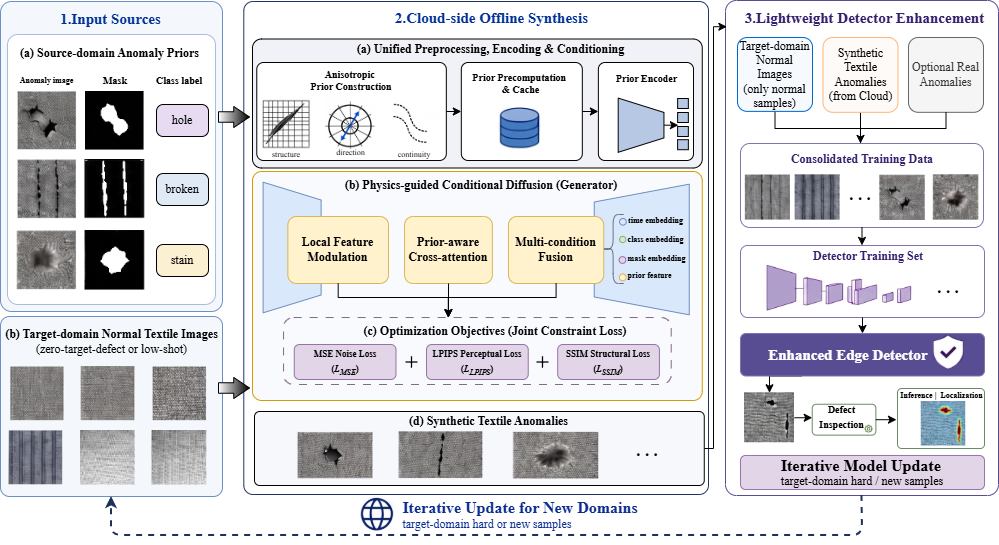 1.Input Sources
(a) Source-domain Anomaly Priors
Anomaly image
Mask
Class label
hole
broken
stain
(b) Target-domain Normal Textile Images
(zero-target-defect or low-shot)
2.Cloud-side Offline Synthesis
(a) Unified Preprocessing, Encoding & Conditioning
Anisotropic
Prior Construction
structure
direction
continuity
Prior Precomputation
& Cache
Prior Encoder
(b) Physics-guided Conditional Diffusion (Generator)
Local Feature
Modulation
Prior-aware
Cross-attention
Multi-condition
Fusion
time embedding
class embedding
mask embedding
prior feature
(c) Optimization Objectives (Joint Constraint Loss)
MSE Noise Loss
(L_MSE)
+
LPIPS Perceptual Loss
(L_LPIPS)
+
SSIM Structural Loss
(L_SSIM)
(d) Synthetic Textile Anomalies
...
3.Lightweight Detector Enhancement
Target-domain
Normal
Images
(only normal
samples)
Synthetic
Textile
Anomalies
(from Cloud)
Optional Real
Anomalies
Consolidated Training Data
...
Detector Training Set
...
Enhanced Edge Detector
Defect
Inspection
Inference | Localization
Iterative Model Update
target-domain hard / new samples
Iterative Update for New Domains
target-domain hard or new samples